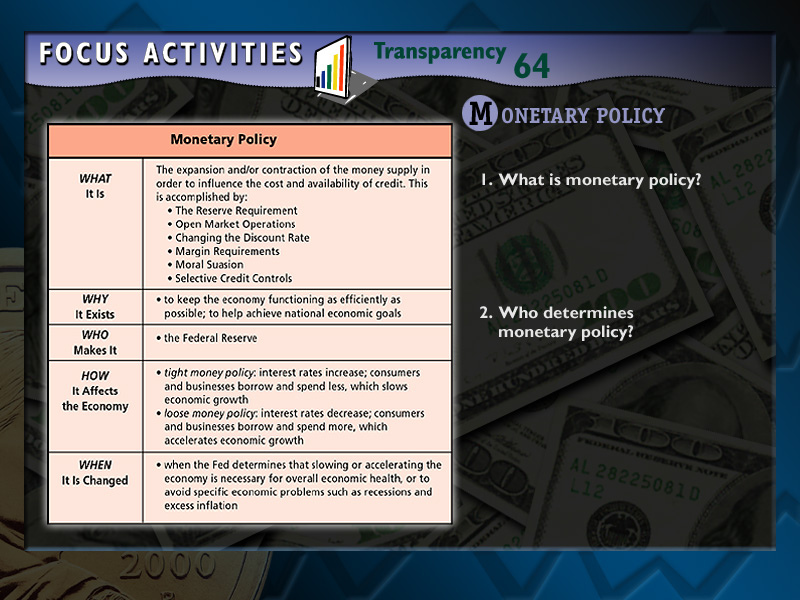 FOCUS ACTIVITIES
Transparency 64
MONETARY POLICY
Monetary Policy
WHAT
It Is
The expansion and/or contraction of the money supply in
order to influence the cost and availability of credit. This
is accomplished by:
• The Reserve Requirement
• Open Market Operations
• Changing the Discount Rate
• Margin Requirements
• Moral Suasion
• Selective Credit Controls
WHY
It Exists
• to keep the economy functioning as efficiently as
possible; to help achieve national economic goals
WHO
Makes It
• the Federal Reserve
HOW
It Affects
the Economy
• tight money policy: interest rates increase; consumers
and businesses borrow and spend less, which slows
economic growth
• loose money policy: interest rates decrease; consumers
and businesses borrow and spend more, which
accelerates economic growth
WHEN
It Is Changed
• when the Fed determines that slowing or accelerating the
economy is necessary for overall economic health, or to
avoid specific economic problems such as recessions and
excess inflation
1. What is monetary policy?
2. Who determines
monetary policy?
FEDERAL RESERVE NOTE
AL 28225081D
L12
2000